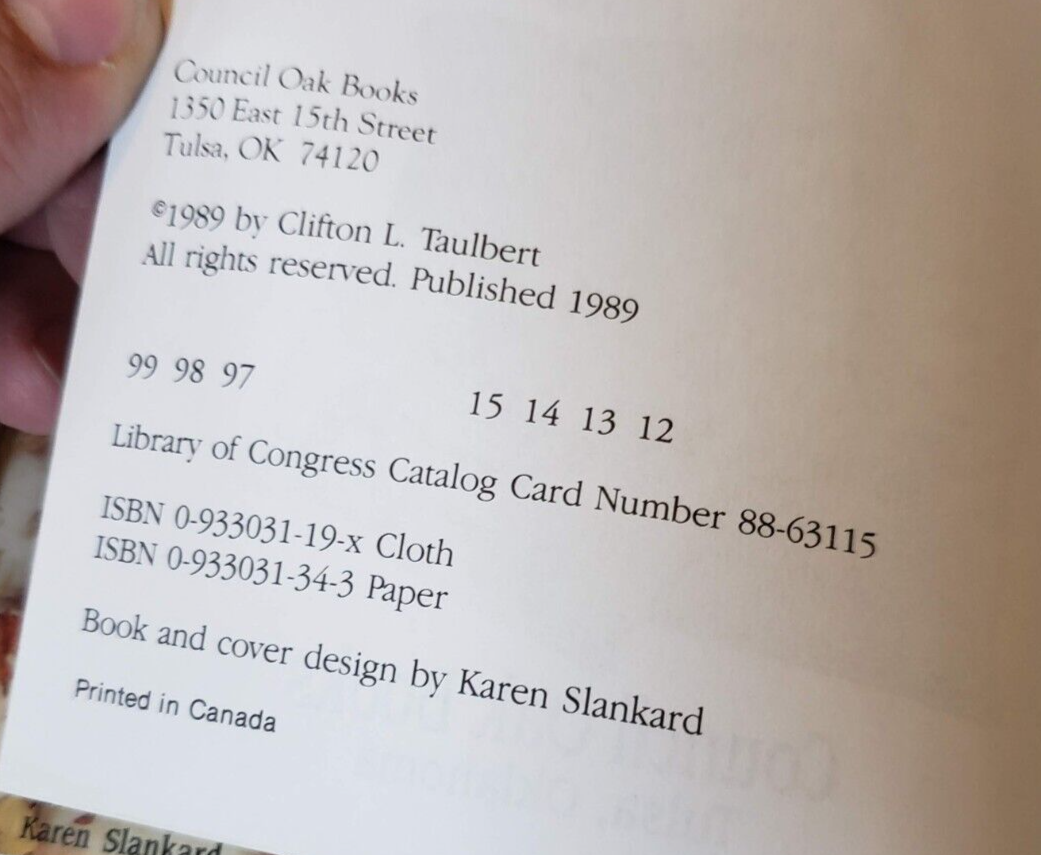 Council Oak Books
1350 East 15th Street
Tulsa, OK 74120
©1989 by Clifton L. Taulbert
All rights reserved. Published 1989
99 98 97 15 14 13 12
Library of Congress Catalog Card Number 88-63115
ISBN 0-933031-19-x Cloth
ISBN 0-933031-34-3 Paper
Book and cover design by Karen Slankard
Printed in Canada
Karen Slankard